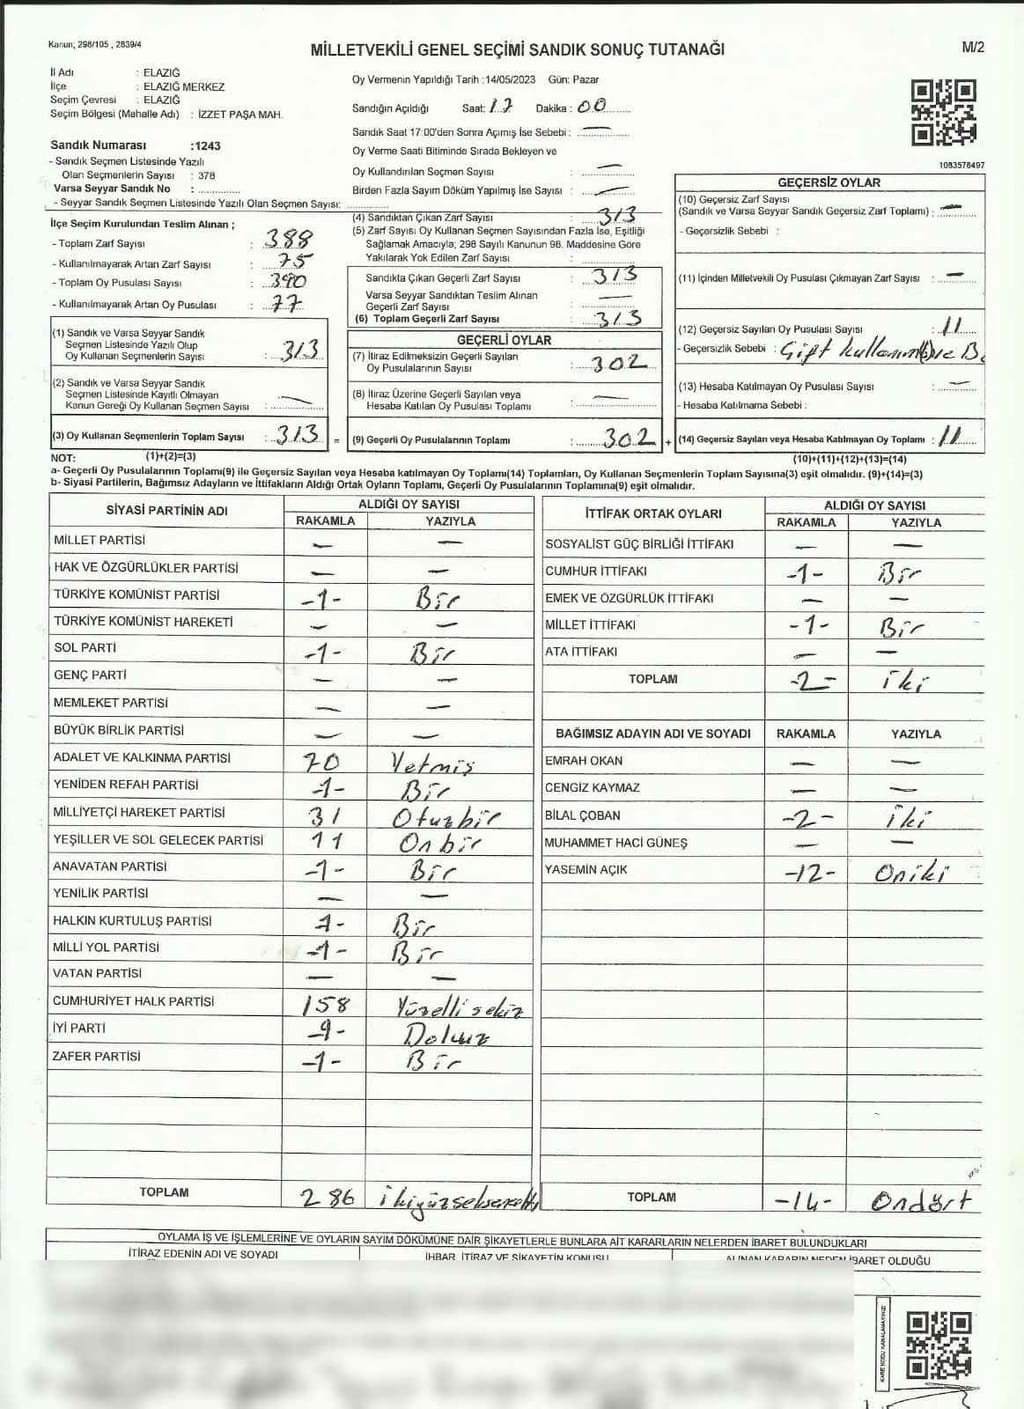 Kanun; 298/105 , 2839/4
MİLLETVEKİLİ GENEL SEÇİMİ SANDIK SONUÇ TUTANAĞI
M/2
İl Adı : ELAZIĞ
İlçe : ELAZIĞ MERKEZ
Seçim Çevresi : ELAZIĞ
Seçim Bölgesi (Mahalle Adı) : İZZET PAŞA MAH.
Oy Vermenin Yapıldığı Tarih : 14/05/2023 Gün: Pazar
Sandığın Açıldığı Saat: 17 Dakika : 00
Sandık Saat 17:00'den Sonra Açımış İse Sebebi : —
Sandık Numarası :1243
- Sandık Seçmen Listesinde Yazılı
Olan Seçmenlerin Sayısı : 378
Varsa Seyyar Sandık No :
- Seyyar Sandık Seçmen Listesinde Yazılı Olan Seçmen Sayısı:
Oy Verme Saati Bitiminde Sırada Bekleyen ve
Oy Kullandırılan Seçmen Sayısı : —
Birden Fazla Sayım Döküm Yapılmış İse Sayısı : —
1083578497
İlçe Seçim Kurulundan Teslim Alınan ;
- Toplam Zarf Sayısı : 388
- Kullanılmayarak Artan Zarf Sayısı : 75
- Toplam Oy Pusulası Sayısı : 390
- Kullanılmayarak Artan Oy Pusulası : 77
(4) Sandıktan Çıkan Zarf Sayısı : 313
(5) Zarf Sayısı Oy Kullanan Seçmen Sayısından Fazla İse, Eşitliği
Sağlamak Amacıyla; 298 Sayılı Kanunun 98. Maddesine Göre
Yakılarak Yok Edilen Zarf Sayısı :
Sandıkta Çıkan Geçerli Zarf Sayısı : 313
Varsa Seyyar Sandıktan Teslim Alınan
Geçerli Zarf Sayısı : —
(6) Toplam Geçerli Zarf Sayısı : 313
GEÇERSİZ OYLAR
(10) Geçersiz Zarf Sayısı
(Sandık ve Varsa Seyyar Sandık Geçersiz Zarf Toplamı) : —
- Geçersizlik Sebebi :
(11) İçinden Milletvekili Oy Pusulası Çıkmayan Zarf Sayısı : —
(12) Geçersiz Sayılan Oy Pusulası Sayısı : 11
- Geçersizlik Sebebi : Çift kullanım ve B
(13) Hesaba Katılmayan Oy Pusulası Sayısı : —
- Hesaba Katılmama Sebebi :
(14) Geçersiz Sayılan veya Hesaba Katılmayan Oy Toplamı : 11
(10)+(11)+(12)+(13)=(14)
(1) Sandık ve Varsa Seyyar Sandık
Seçmen Listesinde Yazılı Olup
Oy Kullanan Seçmenlerin Sayısı : 313
(2) Sandık ve Varsa Seyyar Sandık
Seçmen Listesinde Kayıtlı Olmayan
Kanun Gereği Oy Kullanan Seçmen Sayısı : —
(3) Oy Kullanan Seçmenlerin Toplam Sayısı : 313 =
GEÇERLİ OYLAR
(7) İtiraz Edilmeksizin Geçerli Sayılan
Oy Pusulalarının Sayısı : 302
(8) İtiraz Üzerine Geçerli Sayılan veya
Hesaba Katılan Oy Pusulası Toplamı : —
(9) Geçerli Oy Pusulalarının Toplamı : 302 +
NOT: (1)+(2)=(3)
a- Geçerli Oy Pusulalarının Toplamı(9) ile Geçersiz Sayılan veya Hesaba katılmayan Oy Toplamı(14) Toplamları, Oy Kullanan Seçmenlerin Toplam Sayısına(3) eşit olmalıdır. (9)+(14)=(3)
b- Siyasi Partilerin, Bağımsız Adayların ve İttifakların Aldığı Ortak Oyların Toplamı, Geçerli Oy Pusulalarının Toplamına(9) eşit olmalıdır.
SİYASİ PARTİNİN ADI ALDIĞI OY SAYISI
RAKAMLA YAZIYLA
MİLLET PARTİSİ — —
HAK VE ÖZGÜRLÜKLER PARTİSİ — —
TÜRKİYE KOMÜNİST PARTİSİ -1- Bir
TÜRKİYE KOMÜNİST HAREKETİ — —
SOL PARTİ -1- Bir
GENÇ PARTİ — —
MEMLEKET PARTİSİ — —
BÜYÜK BİRLİK PARTİSİ — —
ADALET VE KALKINMA PARTİSİ 70 Yetmiş
YENİDEN REFAH PARTİSİ -1- Bir
MİLLİYETÇİ HAREKET PARTİSİ 31 Otuzbir
YEŞİLLER VE SOL GELECEK PARTİSİ 11 Onbir
ANAVATAN PARTİSİ -1- Bir
YENİLİK PARTİSİ — —
HALKIN KURTULUŞ PARTİSİ -1- Bir
MİLLİ YOL PARTİSİ -1- Bir
VATAN PARTİSİ — —
CUMHURİYET HALK PARTİSİ 158 Yüzellisekiz
İYİ PARTİ -9- Dokuz
ZAFER PARTİSİ -1- Bir
TOPLAM 286 ikiyüzseksenaltı
İTTİFAK ORTAK OYLARI ALDIĞI OY SAYISI
RAKAMLA YAZIYLA
SOSYALİST GÜÇ BİRLİĞİ İTTİFAKI — —
CUMHUR İTTİFAKI -1- Bir
EMEK VE ÖZGÜRLÜK İTTİFAKI — —
MİLLET İTTİFAKI -1- Bir
ATA İTTİFAKI — —
TOPLAM -2- iki
BAĞIMSIZ ADAYIN ADI VE SOYADI RAKAMLA YAZIYLA
EMRAH OKAN — —
CENGİZ KAYMAZ — —
BİLAL ÇOBAN -2- iki
MUHAMMET HACİ GÜNEŞ — —
YASEMİN AÇIK -12- Oniki
TOPLAM -14- Ondört
OYLAMA İŞ VE İŞLEMLERİNE VE OYLARIN SAYIM DÖKÜMÜNE DAİR ŞİKAYETLERLE BUNLARA AİT KARARLARIN NELERDEN İBARET BULUNDUKLARI
İTİRAZ EDENİN ADI VE SOYADI İHBAR, İTİRAZ VE ŞİKAYETİN KONUSU ALINAN KARARIN NEDEN İBARET OLDUĞU
KARE KODU KARALAMAYINIZ!